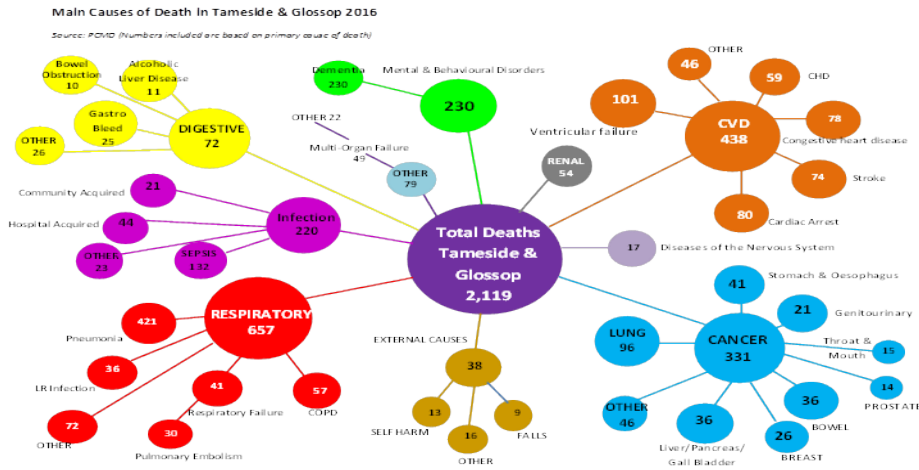 Main Causes of Death in Tameside & Glossop 2016
Source: PCMD (Numbers included are based on primary cause of death)
Bowel
Obstruction
10
Alcoholic
Liver Disease
11
Gastro
Bleed
25
OTHER
26
DIGESTIVE
72
Dementia
230
Mental & Behavioural Disorders
230
OTHER 22
Multi-Organ Failure
49
OTHER
79
Ventricular failure
RENAL
54
101
OTHER
46
59
CHD
78
Congestive heart disease
CVD
438
74
Stroke
80
Cardiac Arrest
Community Acquired
21
Hospital Acquired
44
OTHER
23
SEPSIS
132
Infection
220
Total Deaths
Tameside &
Glossop
2,119
17
Diseases of the Nervous System
RESPIRATORY
657
421
Pneumonia
36
LR Infection
72
OTHER
41
Respiratory Failure
30
Pulmonary Embolism
57
COPD
EXTERNAL CAUSES
38
13
SELF HARM
16
OTHER
9
FALLS
Stomach & Oesophagus
41
21
Genitourinary
LUNG
96
CANCER
331
Throat &
Mouth
15
14
PROSTATE
OTHER
46
36
Liver/Pancreas/
Gall Bladder
36
BOWEL
26
BREAST